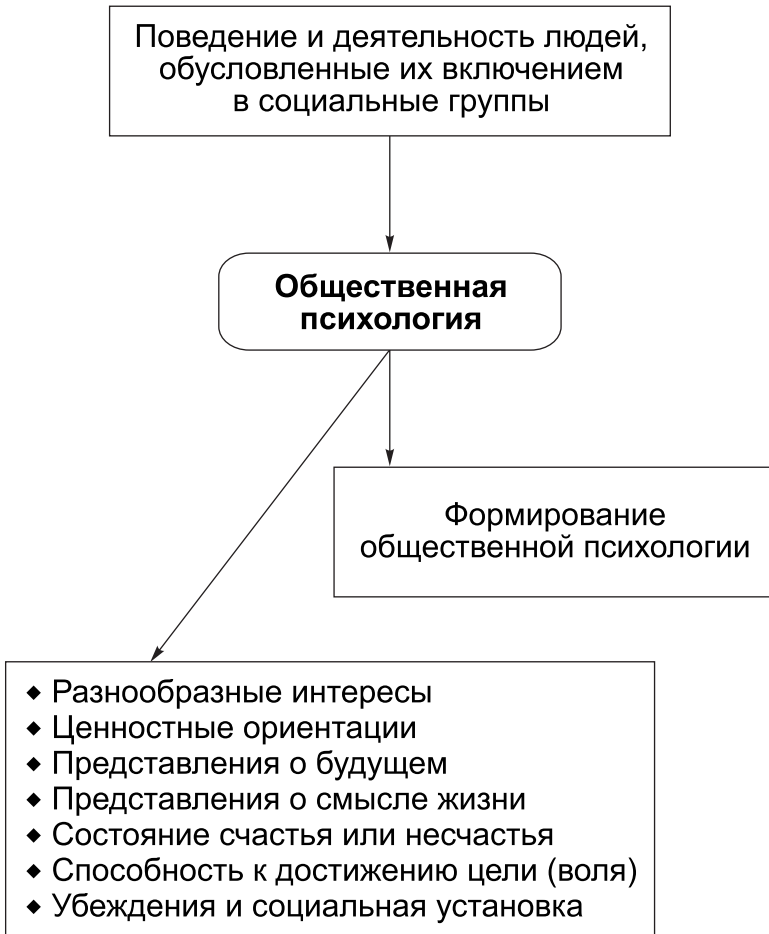 Поведение и деятельность людей,
обусловленные их включением
в социальные группы
Общественная
психология
Формирование
общественной психологии
◆ Разнообразные интересы
◆ Ценностные ориентации
◆ Представления о будущем
◆ Представления о смысле жизни
◆ Состояние счастья или несчастья
◆ Способность к достижению цели (воля)
◆ Убеждения и социальная установка